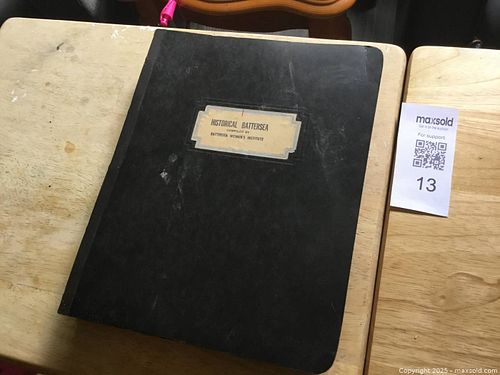 HISTORICAL BATTERSEA
COMPILED BY
BATTERSEA WOMEN'S INSTITUTE
maxsold
For support
13
Copyright 2025 - maxsold.com